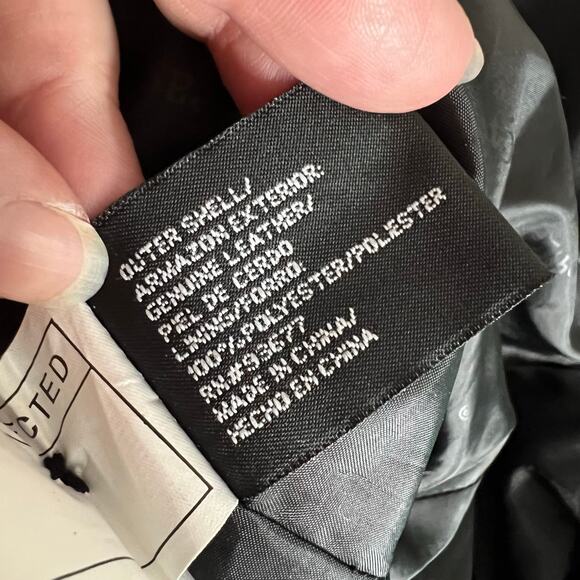 OUTER SHELL/
ARMAZON EXTERIOR:
GENUINE LEATHER/
PIEL DE CERDO
LINING/FORRO:
100% POLYESTER/POLIESTER
RN#93677
MADE IN CHINA/
HECHO EN CHINA
CTED